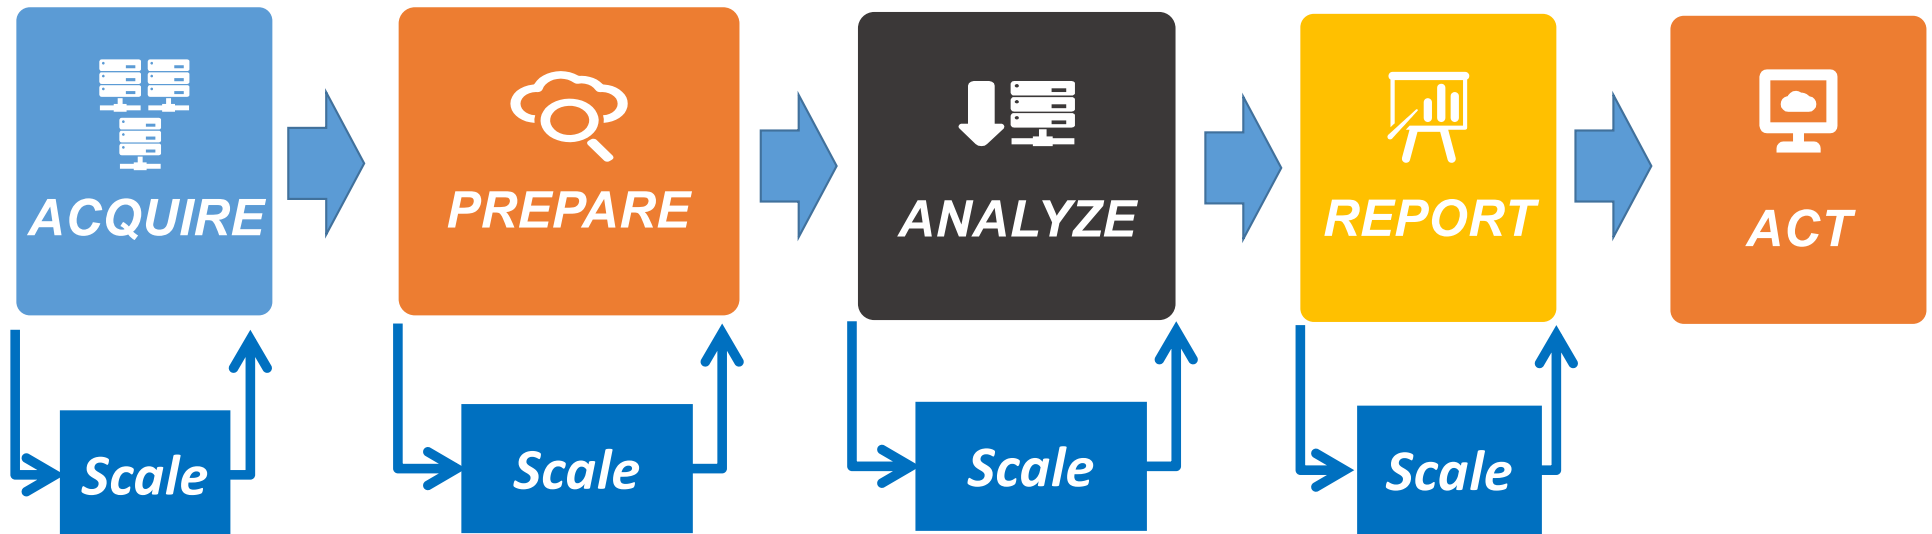 ACQUIRE
PREPARE
ANALYZE
REPORT
ACT
Scale
Scale
Scale
Scale